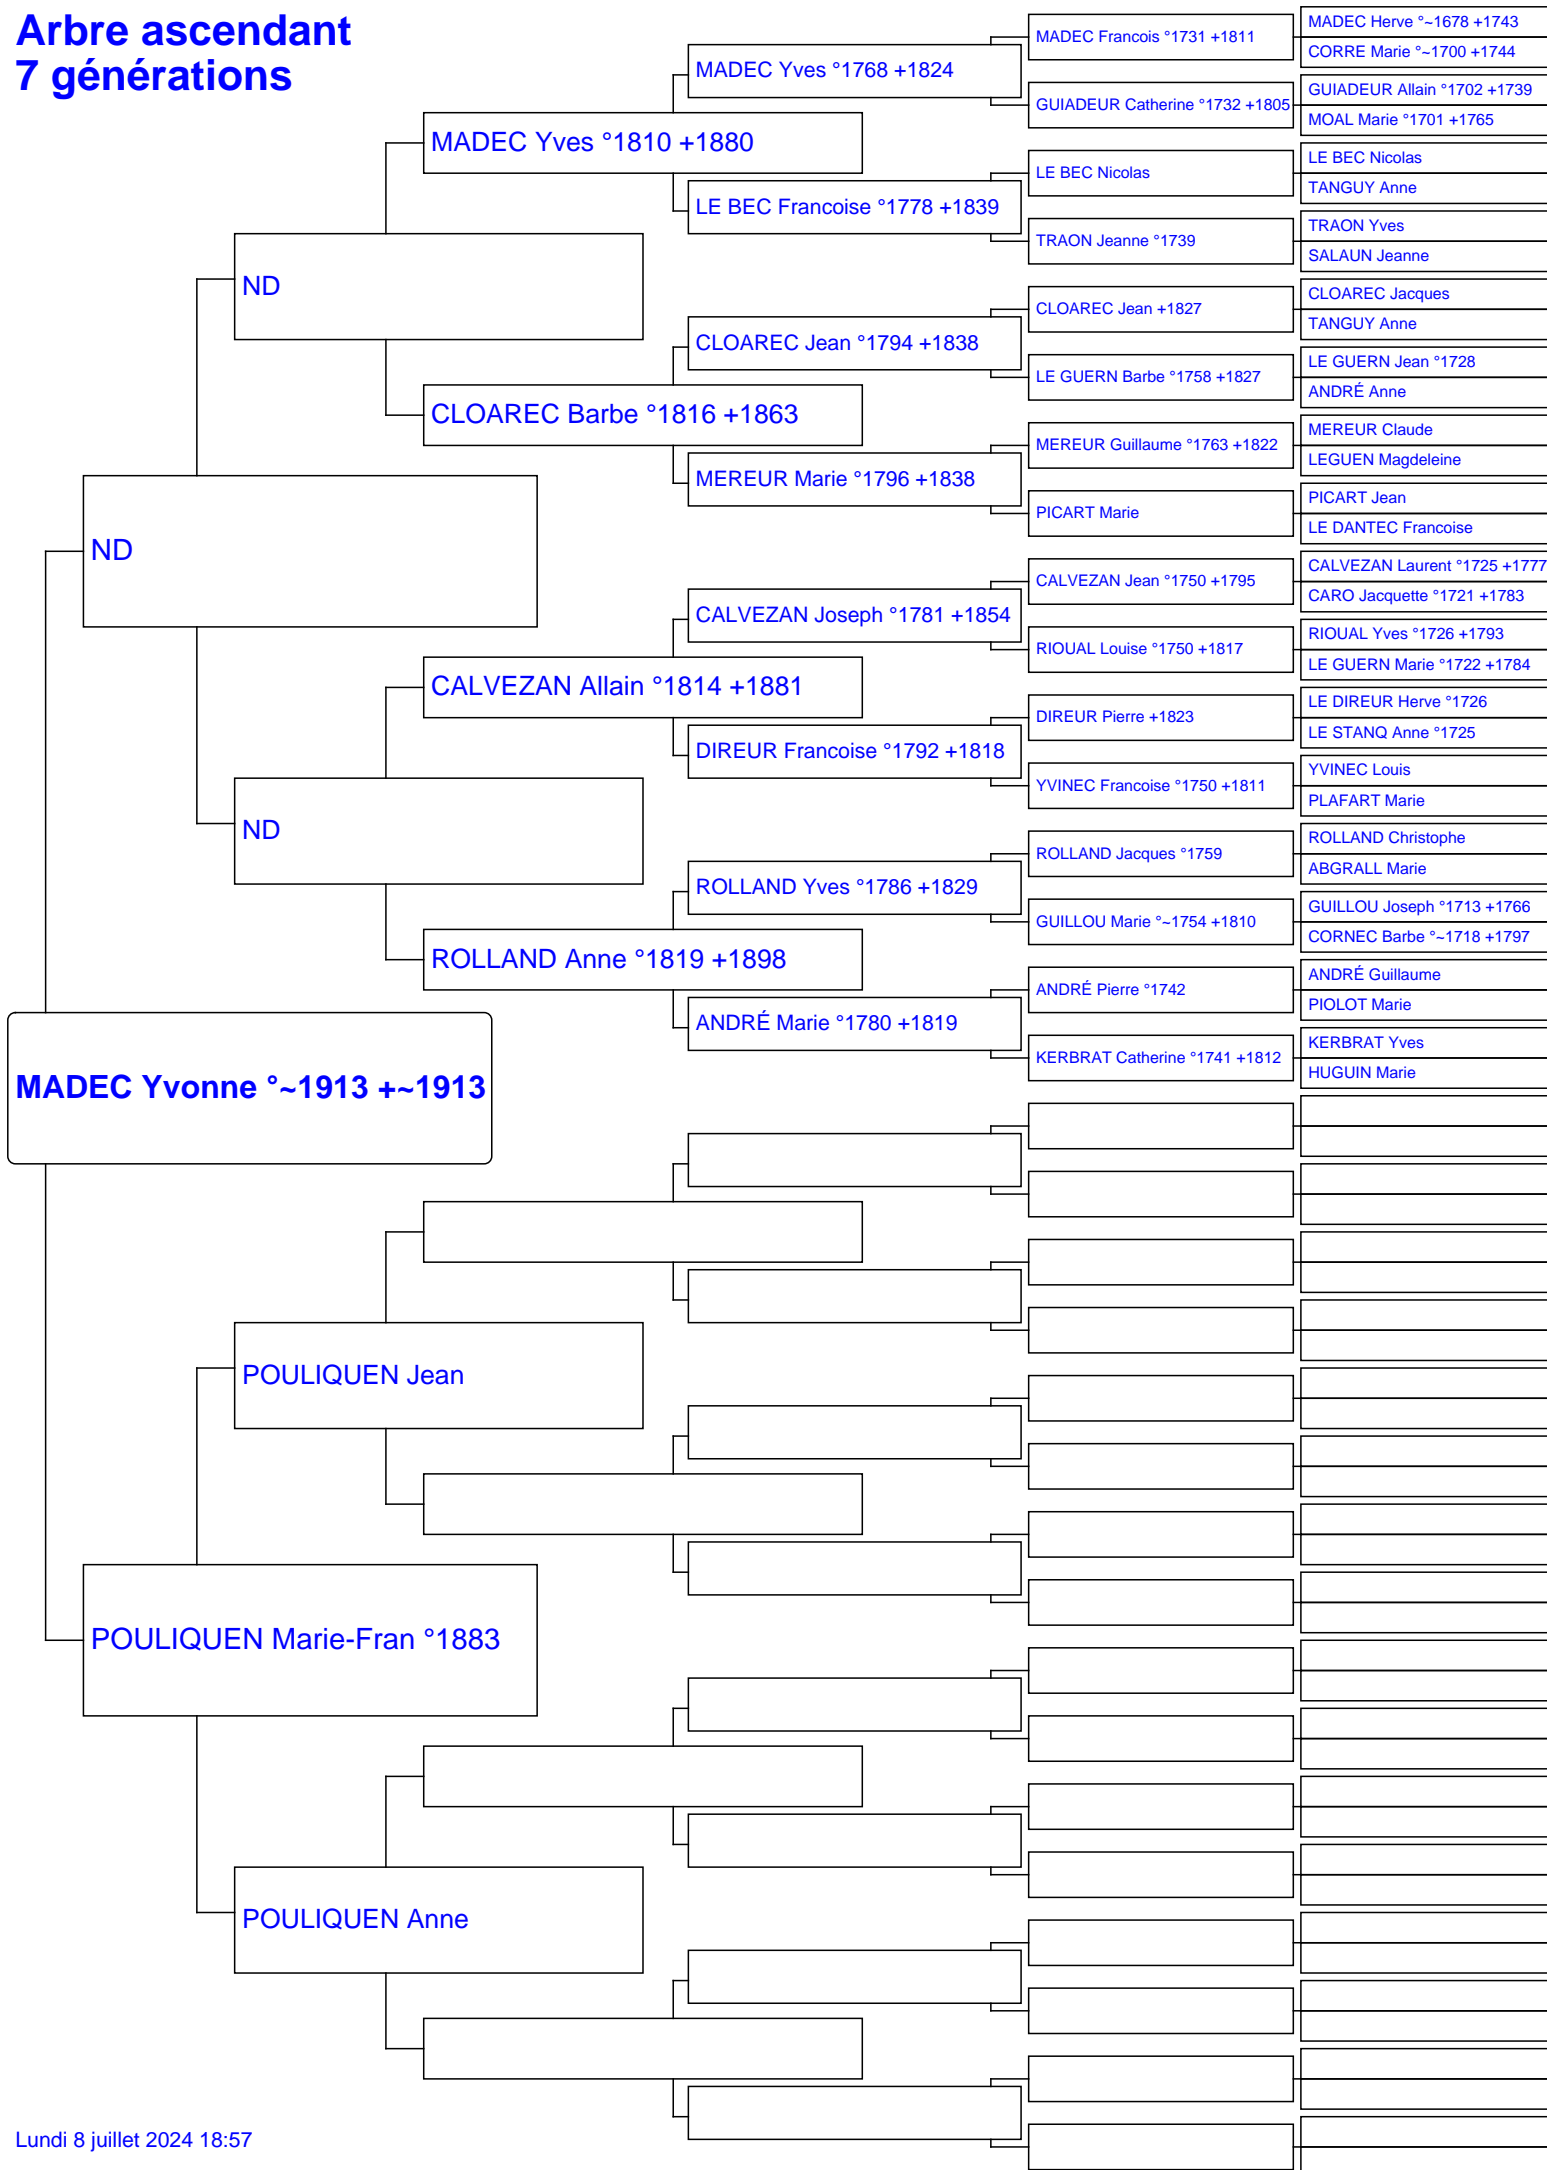 Arbre ascendant
7 générations
MADEC Yvonne °~1913 +~1913
ND
POULIQUEN Marie-Fran °1883
ND
ND
POULIQUEN Jean
POULIQUEN Anne
MADEC Yves °1810 +1880
CLOAREC Barbe °1816 +1863
CALVEZAN Allain °1814 +1881
ROLLAND Anne °1819 +1898
MADEC Yves °1768 +1824
LE BEC Francoise °1778 +1839
CLOAREC Jean °1794 +1838
MEREUR Marie °1796 +1838
CALVEZAN Joseph °1781 +1854
DIREUR Francoise °1792 +1818
ROLLAND Yves °1786 +1829
ANDRÉ Marie °1780 +1819
MADEC Francois °1731 +1811
GUIADEUR Catherine °1732 +1805
LE BEC Nicolas
TRAON Jeanne °1739
CLOAREC Jean +1827
LE GUERN Barbe °1758 +1827
MEREUR Guillaume °1763 +1822
PICART Marie
CALVEZAN Jean °1750 +1795
RIOUAL Louise °1750 +1817
DIREUR Pierre +1823
YVINEC Francoise °1750 +1811
ROLLAND Jacques °1759
GUILLOU Marie °~1754 +1810
ANDRÉ Pierre °1742
KERBRAT Catherine °1741 +1812
MADEC Herve °~1678 +1743
CORRE Marie °~1700 +1744
GUIADEUR Allain °1702 +1739
MOAL Marie °1701 +1765
LE BEC Nicolas
TANGUY Anne
TRAON Yves
SALAUN Jeanne
CLOAREC Jacques
TANGUY Anne
LE GUERN Jean °1728
ANDRÉ Anne
MEREUR Claude
LEGUEN Magdeleine
PICART Jean
LE DANTEC Francoise
CALVEZAN Laurent °1725 +1777
CARO Jacquette °1721 +1783
RIOUAL Yves °1726 +1793
LE GUERN Marie °1722 +1784
LE DIREUR Herve °1726
LE STANQ Anne °1725
YVINEC Louis
PLAFART Marie
ROLLAND Christophe
ABGRALL Marie
GUILLOU Joseph °1713 +1766
CORNEC Barbe °~1718 +1797
ANDRÉ Guillaume
PIOLOT Marie
KERBRAT Yves
HUGUIN Marie
Lundi 8 juillet 2024 18:57